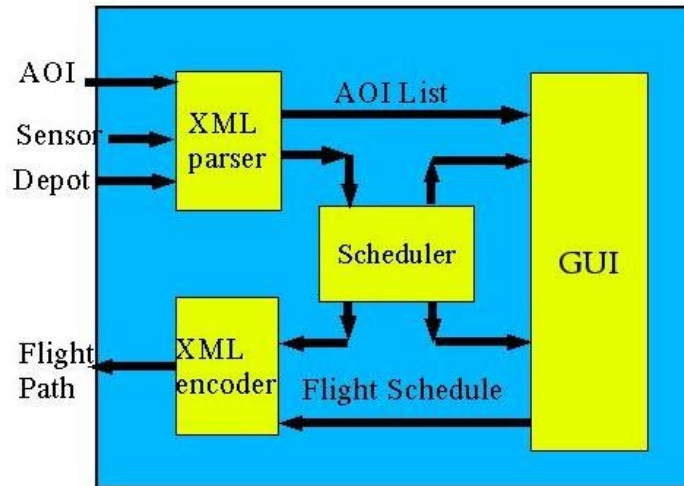 AOI
Sensor
Depot
XML
parser
AOI List
Scheduler
GUI
Flight
Path
XML
encoder
Flight Schedule